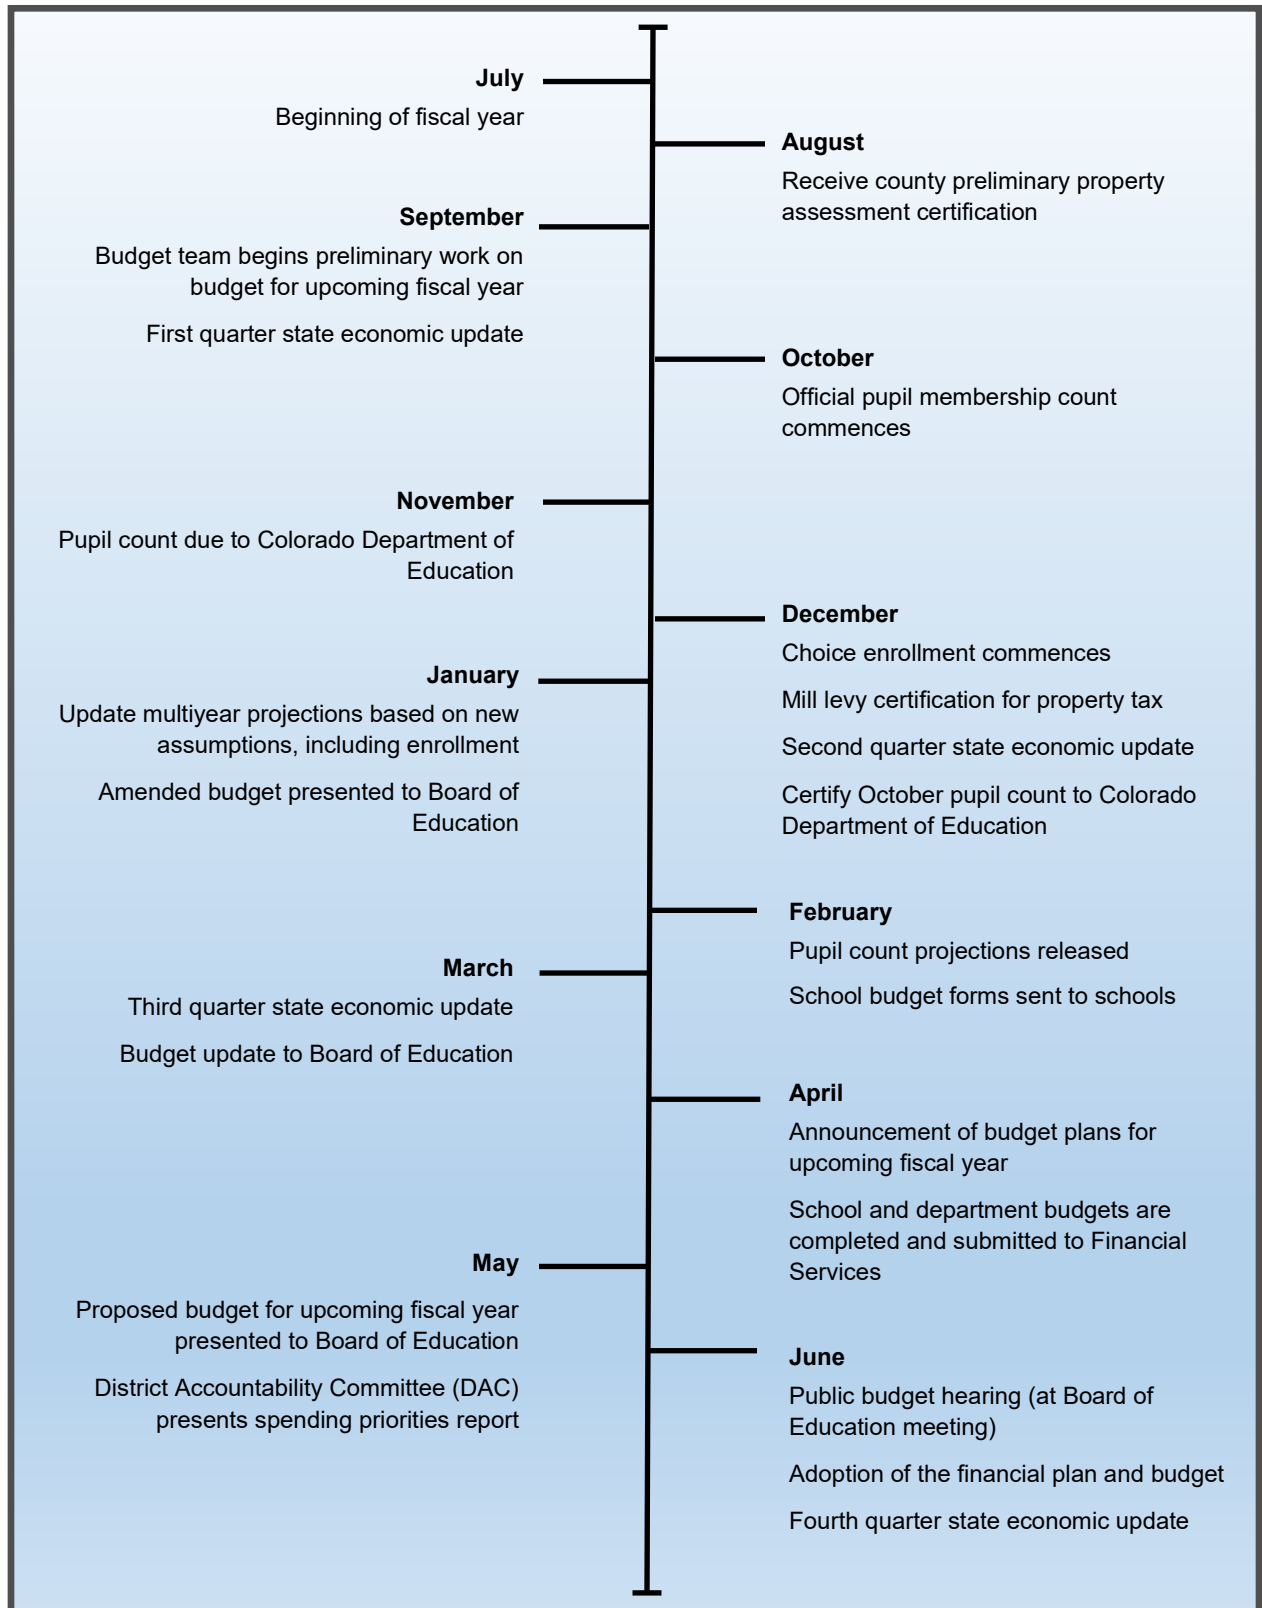 July
Beginning of fiscal year
August
Receive county preliminary property
assessment certification
September
Budget team begins preliminary work on
budget for upcoming fiscal year
First quarter state economic update
October
Official pupil membership count
commences
November
Pupil count due to Colorado Department of
Education
December
Choice enrollment commences
Mill levy certification for property tax
Second quarter state economic update
Certify October pupil count to Colorado
Department of Education
January
Update multiyear projections based on new
assumptions, including enrollment
Amended budget presented to Board of
Education
February
Pupil count projections released
School budget forms sent to schools
March
Third quarter state economic update
Budget update to Board of Education
April
Announcement of budget plans for
upcoming fiscal year
School and department budgets are
completed and submitted to Financial
Services
May
Proposed budget for upcoming fiscal year
presented to Board of Education
District Accountability Committee (DAC)
presents spending priorities report
June
Public budget hearing (at Board of
Education meeting)
Adoption of the financial plan and budget
Fourth quarter state economic update